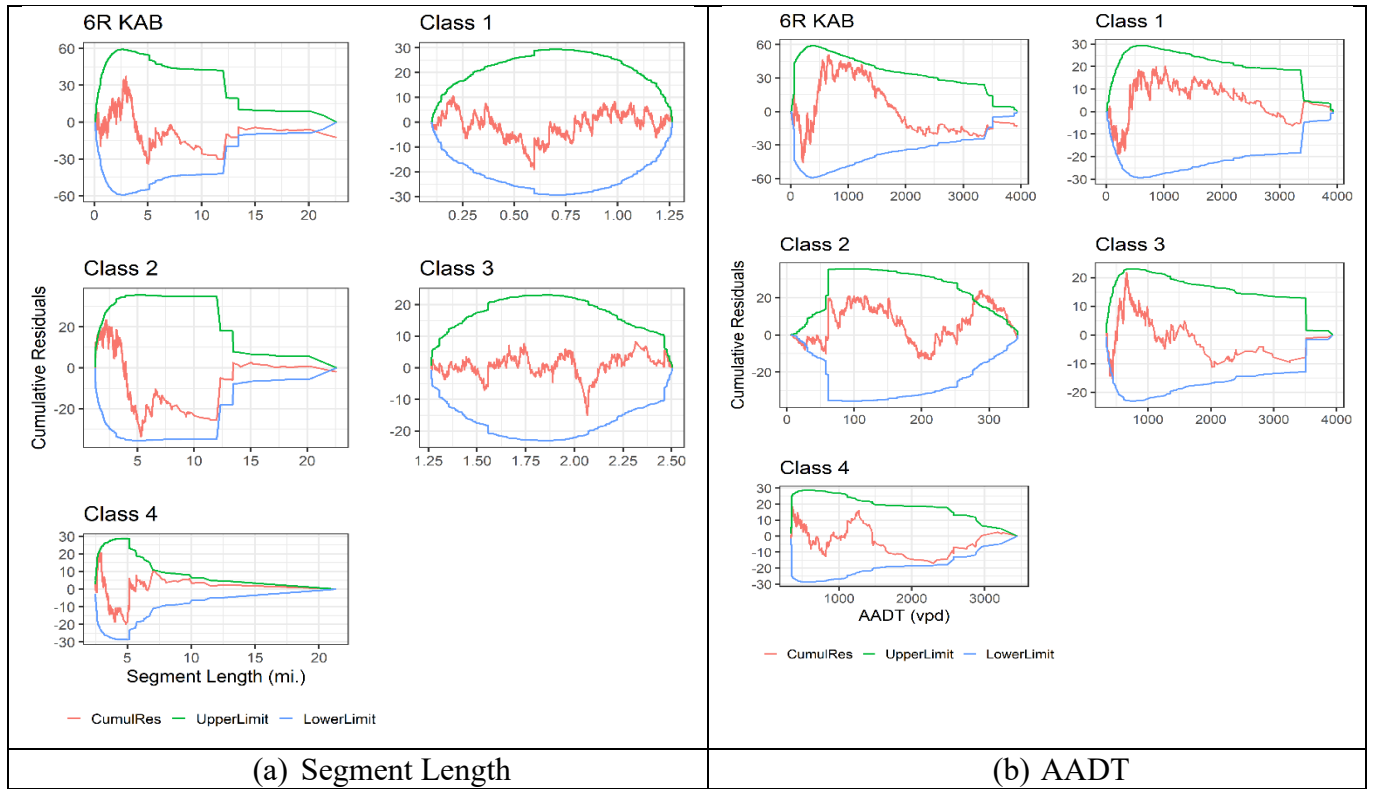 6R KAB
60
30
0
-30
-60
0 5 10 15 20
Class 1
30
20
10
0
-10
-20
-30
0.25 0.50 0.75 1.00 1.25
Cumulative Residuals
Class 2
20
0
-20
5 10 15 20
Class 3
20
10
0
-10
-20
1.25 1.50 1.75 2.00 2.25 2.50
Class 4
30
20
10
0
-10
-20
-30
5 10 15 20
Segment Length (mi.)
CumulRes UpperLimit LowerLimit
(a) Segment Length
6R KAB
60
30
0
-30
-60
0 1000 2000 3000 4000
Class 1
30
20
10
0
-10
-20
-30
0 1000 2000 3000 4000
Cumulative Residuals
Class 2
20
0
-20
0 100 200 300
Class 3
20
10
0
-10
-20
1000 2000 3000 4000
Class 4
30
20
10
0
-10
-20
-30
1000 2000 3000
AADT (vpd)
CumulRes UpperLimit LowerLimit
(b) AADT